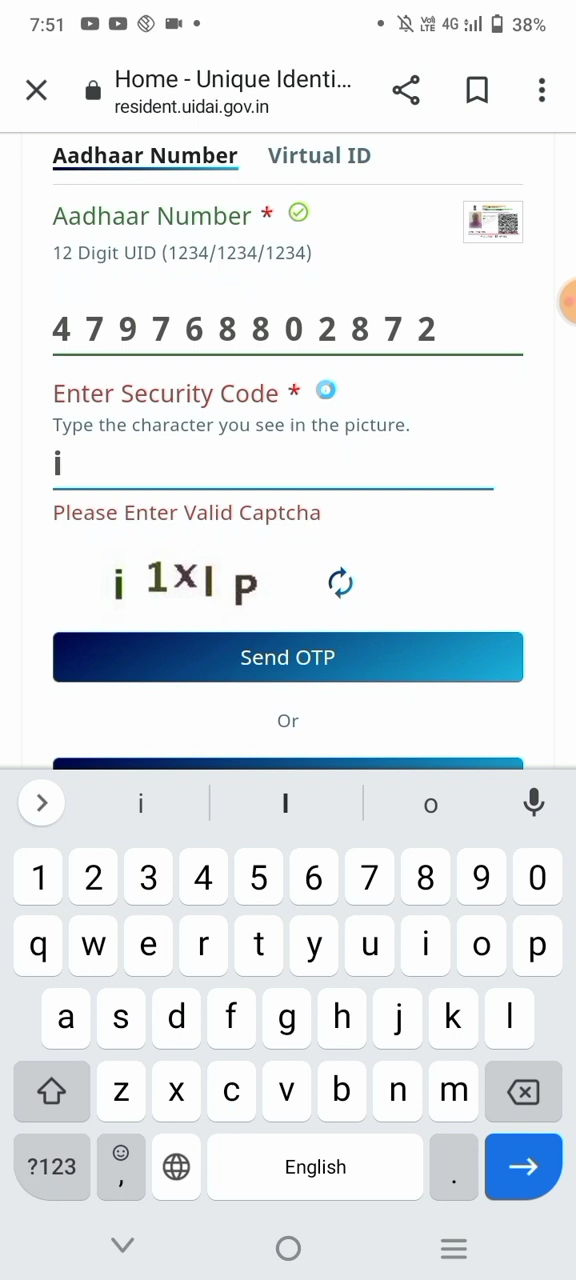 7:51
Vo) LTE 4G 38%
Home - Unique Identi...
resident.uidai.gov.in
Aadhaar Number Virtual ID
Aadhaar Number *
12 Digit UID (1234/1234/1234)
4 7 9 7 6 8 8 0 2 8 7 2
Enter Security Code *
Type the character you see in the picture.
i
Please Enter Valid Captcha
Send OTP
Or
i I o
1 2 3 4 5 6 7 8 9 0
q w e r t y u i o p
a s d f g h j k l
z x c v b n m
?123 , English .